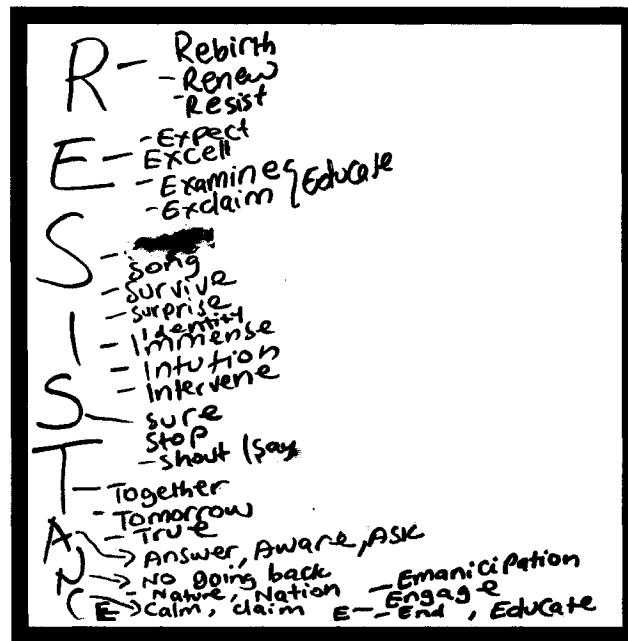 R - Rebirth
- Renew
- Resist
- Expect
E - Excell
- Examine
- Exclaim } Educate
S - song
- Survive
- surprise
Identity
I - Immense
- Intution
- Intervene
S - sure
Stop
- shout (say
T - Together
- Tomorrow
- True
A → Answer, Aware, Ask
N → No going back
- Nature, Nation
C → Calm, claim
- Emanicipation
Engage
E E - End, Educate